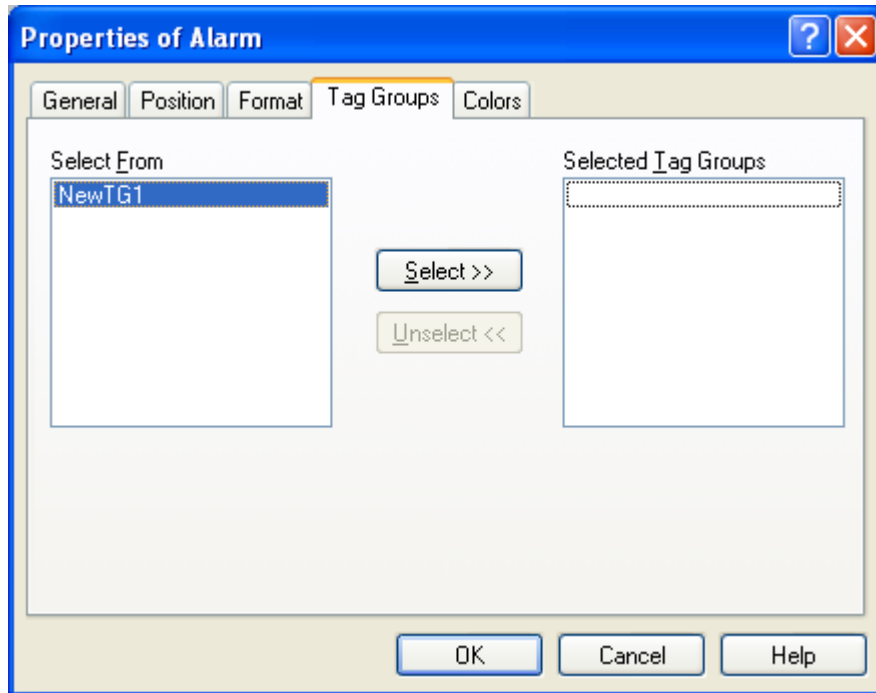 Properties of Alarm
?
General Position Format Tag Groups Colors
Select From
Selected Tag Groups
NewTG1
Select >>
Unselect <<
OK Cancel Help